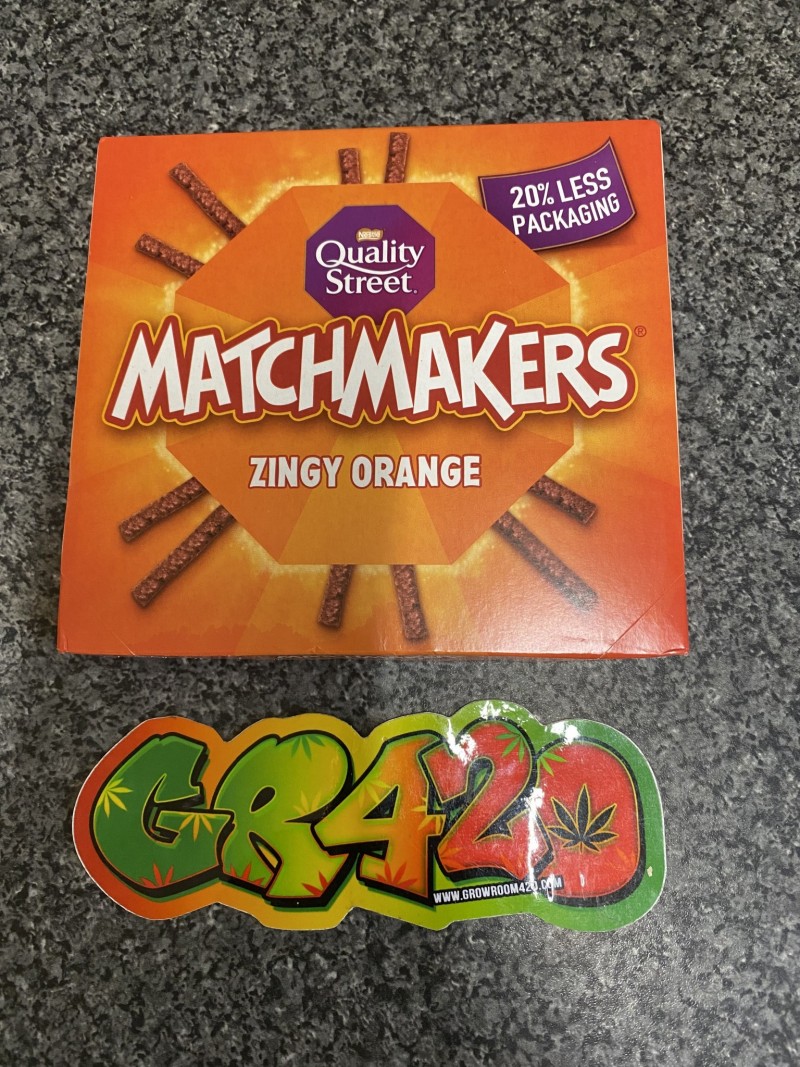 20% LESS
PACKAGING
Nestlé
Quality
Street®
MATCHMAKERS®
ZINGY ORANGE
GR420
WWW.GROWROOM420.COM